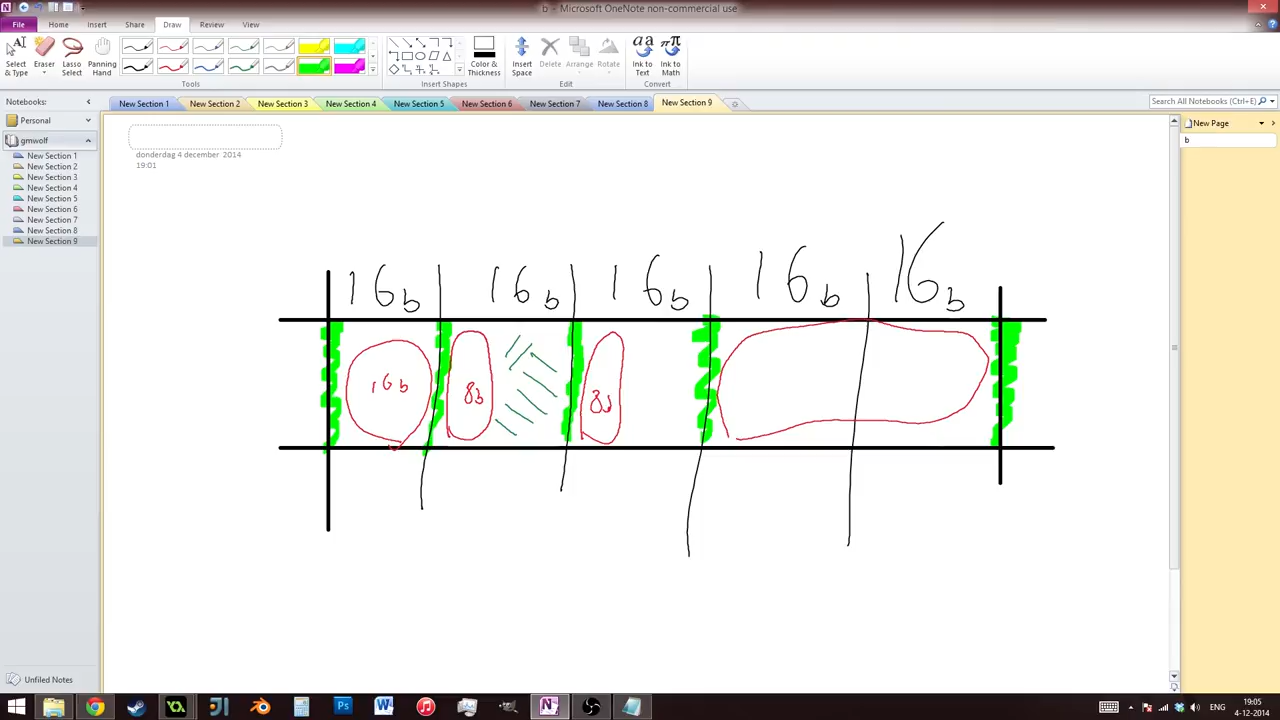 b - Microsoft OneNote non-commercial use
File Home Insert Share Draw Review View
Select & Type
Eraser
Lasso Select
Panning Hand
Color & Thickness
Insert Space
Delete
Arrange
Rotate
Ink to Text
Ink to Math
Tools
Insert Shapes
Edit
Convert
Notebooks:
New Section 1 New Section 2 New Section 3 New Section 4 New Section 5 New Section 6 New Section 7 New Section 8 New Section 9
Search All Notebooks (Ctrl+E)
Personal
gmwolf
New Section 1
New Section 2
New Section 3
New Section 4
New Section 5
New Section 6
New Section 7
New Section 8
New Section 9
New Page
b
donderdag 4 december 2014
19:01
16b 16b 16b 16b 16b
16b 8b 8b
Unfiled Notes
ENG
19:05
4-12-2014